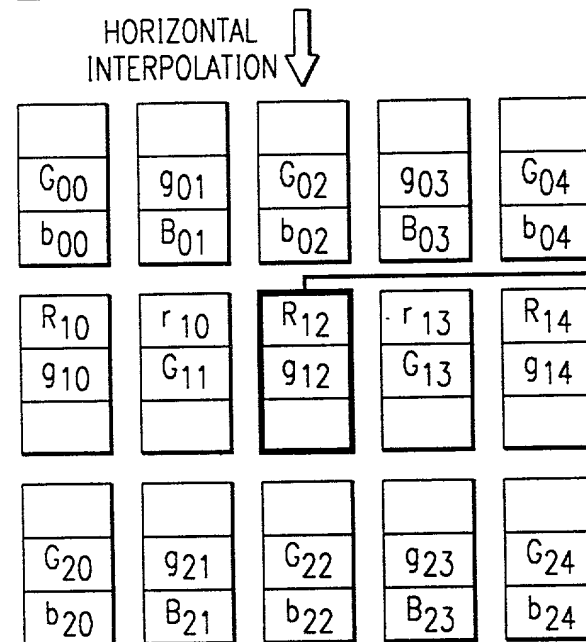 HORIZONTAL
INTERPOLATION
G00 g01 G02 g03 G04
b00 B01 b02 B03 b04
R10 r10 R12 r13 R14
g10 G11 g12 G13 g14
G20 g21 G22 g23 G24
b20 B21 b22 B23 b24